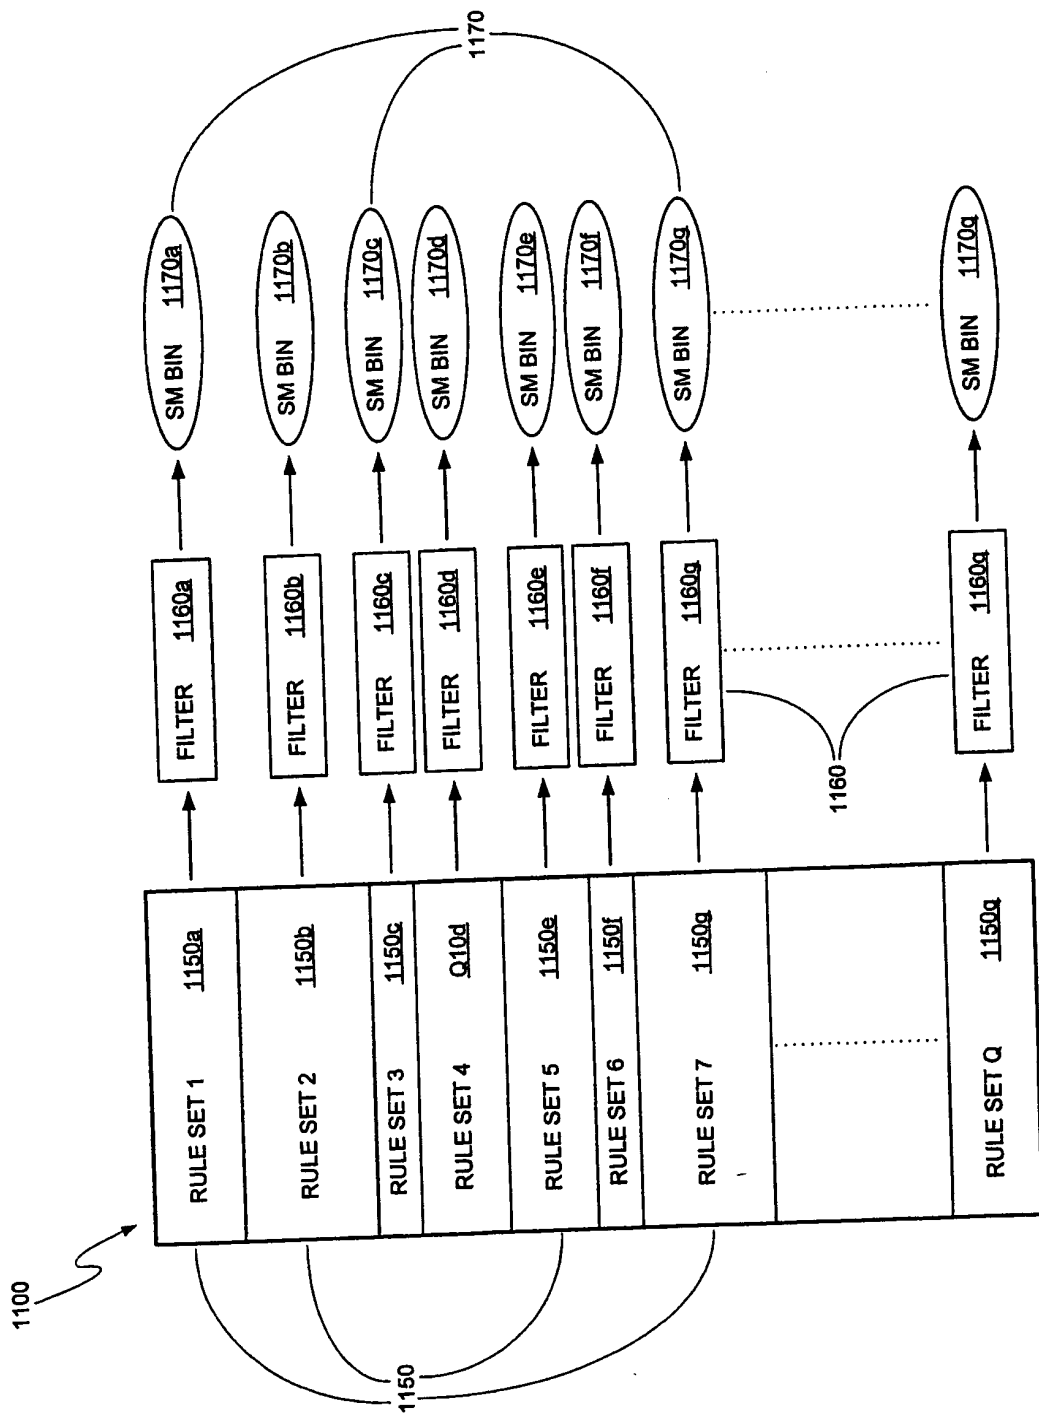 1100
RULE SET 1 1150a FILTER 1160a SM BIN 1170a
RULE SET 2 1150b FILTER 1160b SM BIN 1170b
RULE SET 3 1150c FILTER 1160c SM BIN 1170c
1150
RULE SET 4 Q10d FILTER 1160d SM BIN 1170d
1170
RULE SET 5 1150e FILTER 1160e SM BIN 1170e
RULE SET 6 1150f FILTER 1160f SM BIN 1170f
RULE SET 7 1150g FILTER 1160g SM BIN 1170g
1160
RULE SET Q 1150q FILTER 1160q SM BIN 1170q